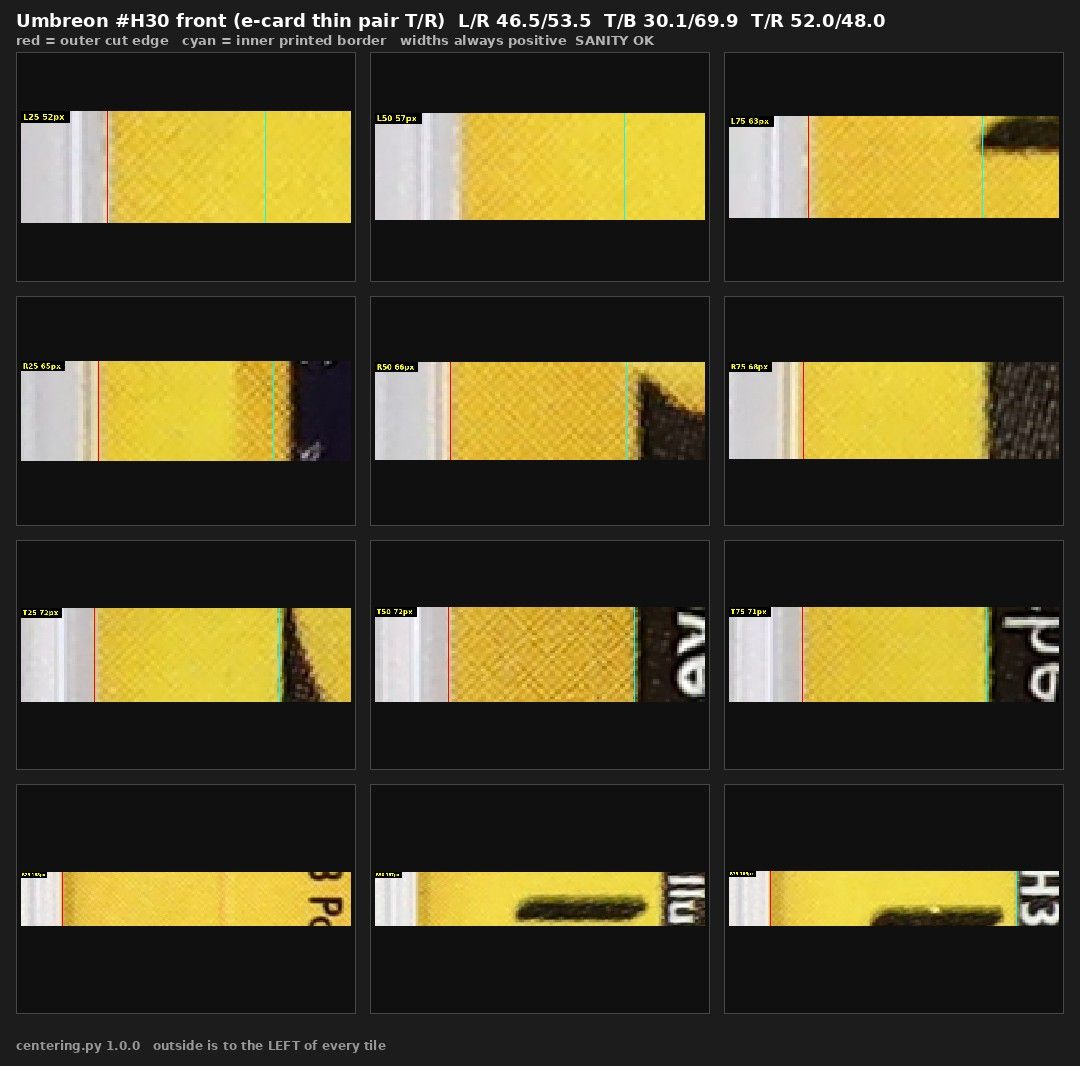 Umbreon #H30 front (e-card thin pair T/R)  L/R 46.5/53.5  T/B 30.1/69.9  T/R 52.0/48.0
red = outer cut edge   cyan = inner printed border   widths always positive  SANITY OK
L25 52px
L50 57px
L75 63px
R25 65px
R50 66px
R75 68px
T25 72px
T50 72px
ev
T75 71px
ed
H3
centering.py 1.0.0   outside is to the LEFT of every tile